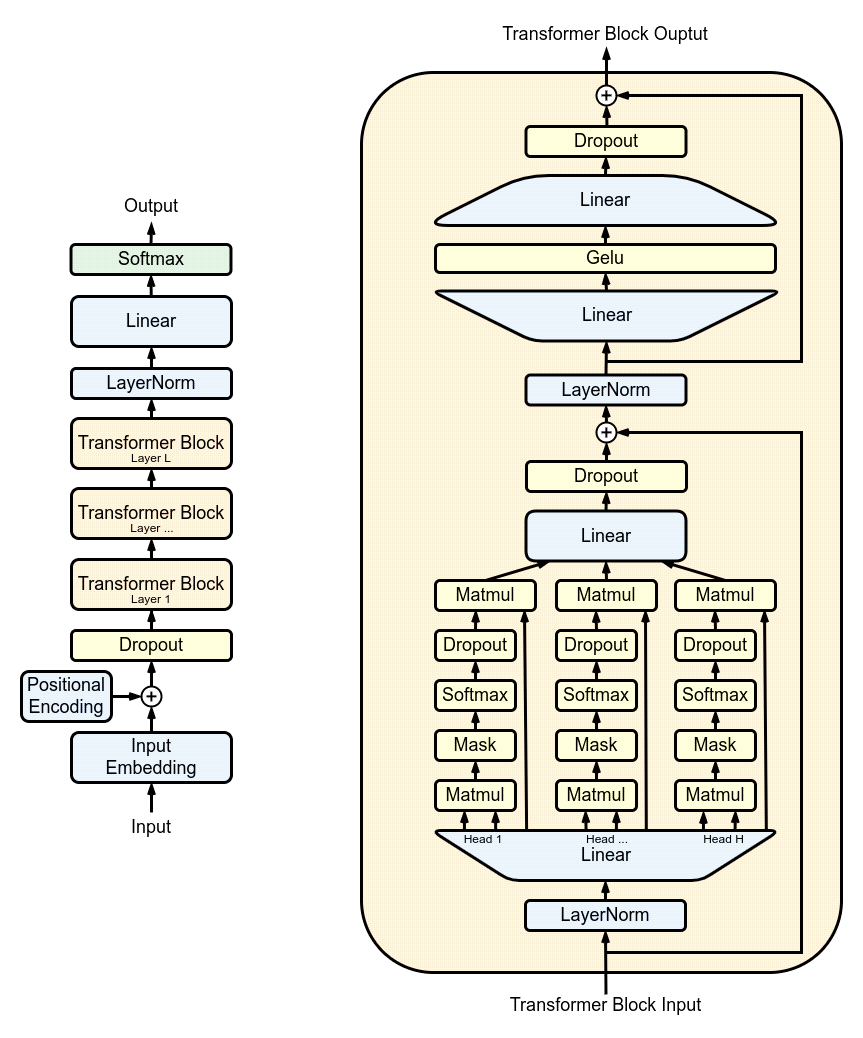 Output
Softmax
Linear
LayerNorm
Transformer Block
Layer L
Transformer Block
Layer ...
Transformer Block
Layer 1
Dropout
Positional
Encoding
+
Input
Embedding
Input
Transformer Block Ouptut
+
Dropout
Linear
Gelu
Linear
LayerNorm
+
Dropout
Linear
Matmul Matmul Matmul
Dropout Dropout Dropout
Softmax Softmax Softmax
Mask Mask Mask
Matmul Matmul Matmul
Head 1 Head ... Head H
Linear
LayerNorm
Transformer Block Input